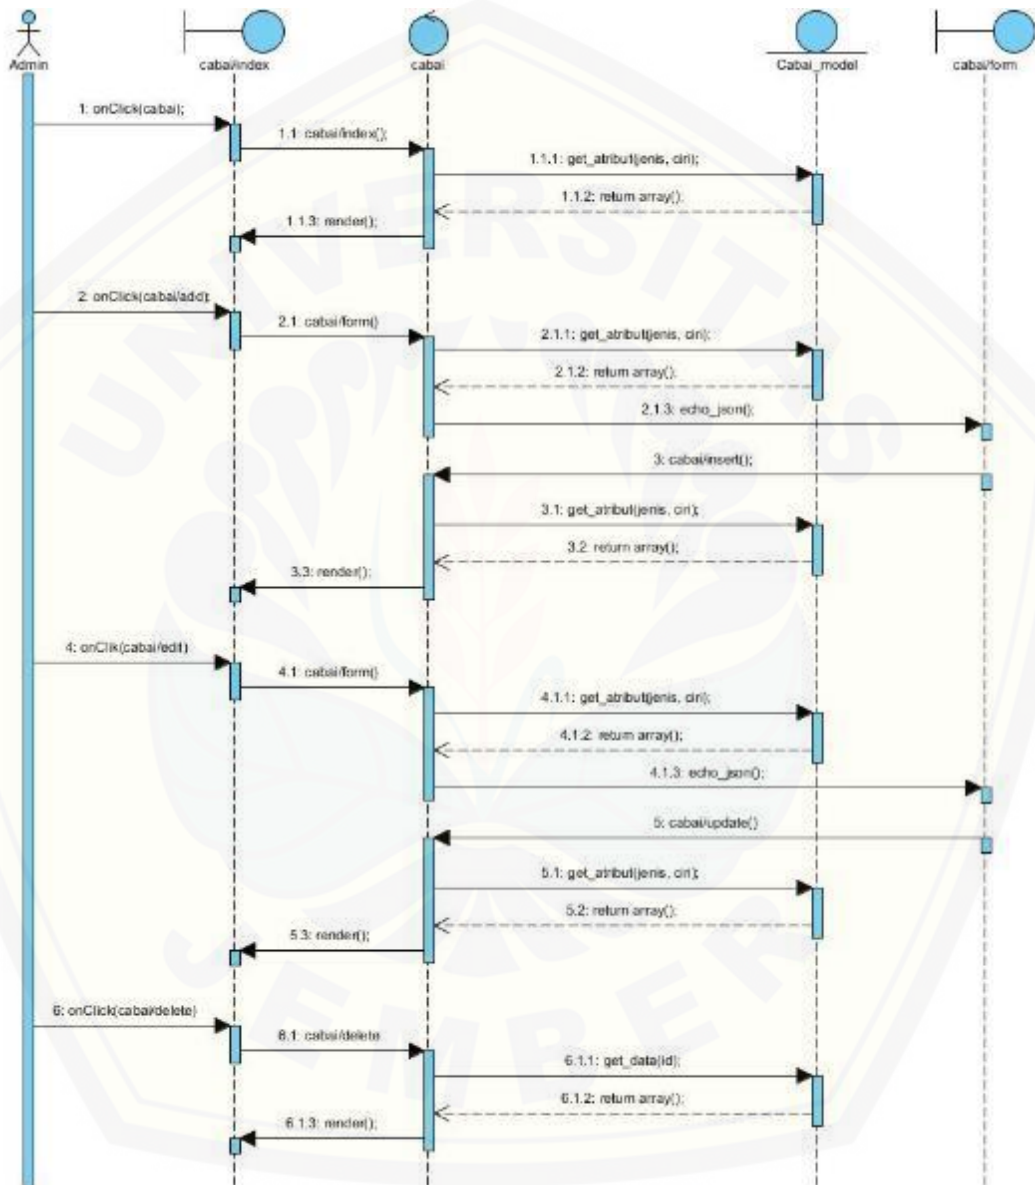 Admin
cabai/index
cabai
Cabai_model
cabai/form
1: onClick(cabai);
1.1: cabai/index();
1.1.1: get_atribut(jenis, ciri);
1.1.2: return array();
1.1.3: render();
2: onClick(cabai/add);
2.1: cabai/form()
2.1.1: get_atribut(jenis, ciri);
2.1.2: return array();
2.1.3: echo_json();
3: cabai/insert();
3.1: get_atribut(jenis, ciri);
3.2: return array();
3.3: render();
4: onClik(cabai/edit)
4.1: cabai/form()
4.1.1: get_atribut(jenis, ciri);
4.1.2: return array();
4.1.3: echo_json();
5: cabai/update()
5.1: get_atribut(jenis, ciri);
5.2: return array();
5.3: render();
6: onClick(cabai/delete)
6.1: cabai/delete
6.1.1: get_data(id);
6.1.2: return array();
6.1.3: render();
UNIVERSITAS
JEMBER